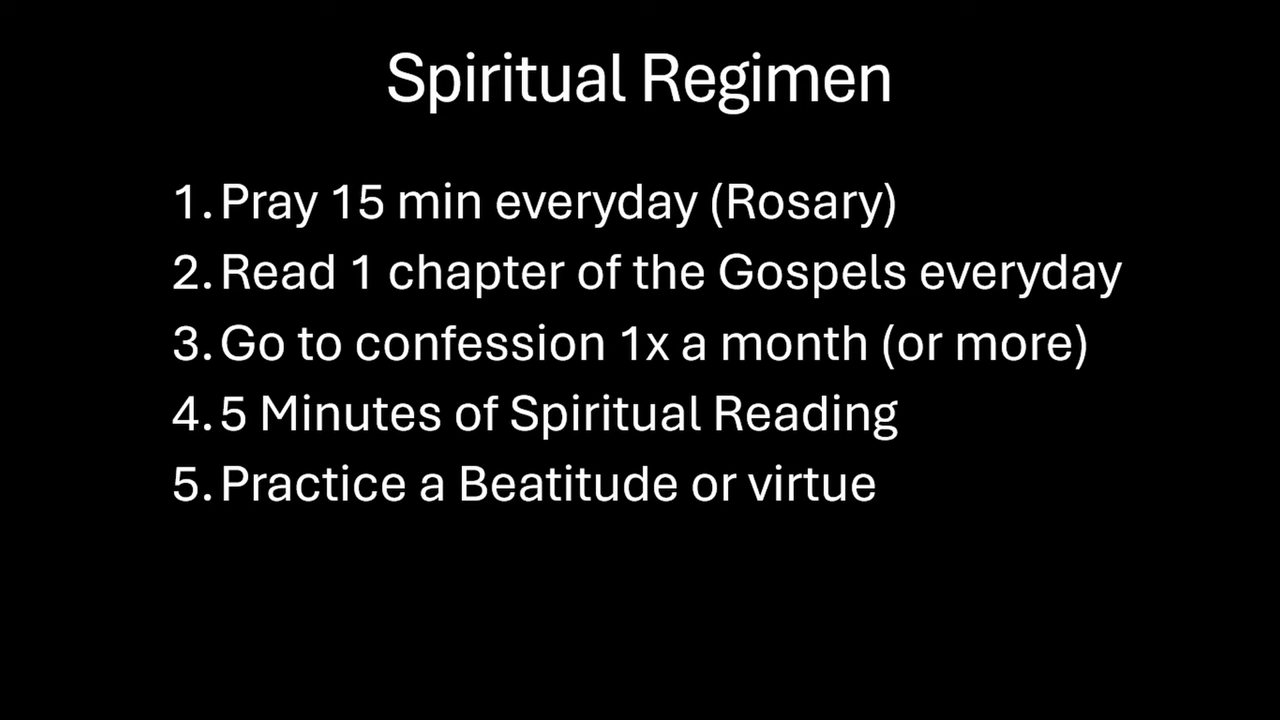 Spiritual Regimen
1. Pray 15 min everyday (Rosary)
2. Read 1 chapter of the Gospels everyday
3. Go to confession 1x a month (or more)
4. 5 Minutes of Spiritual Reading
5. Practice a Beatitude or virtue